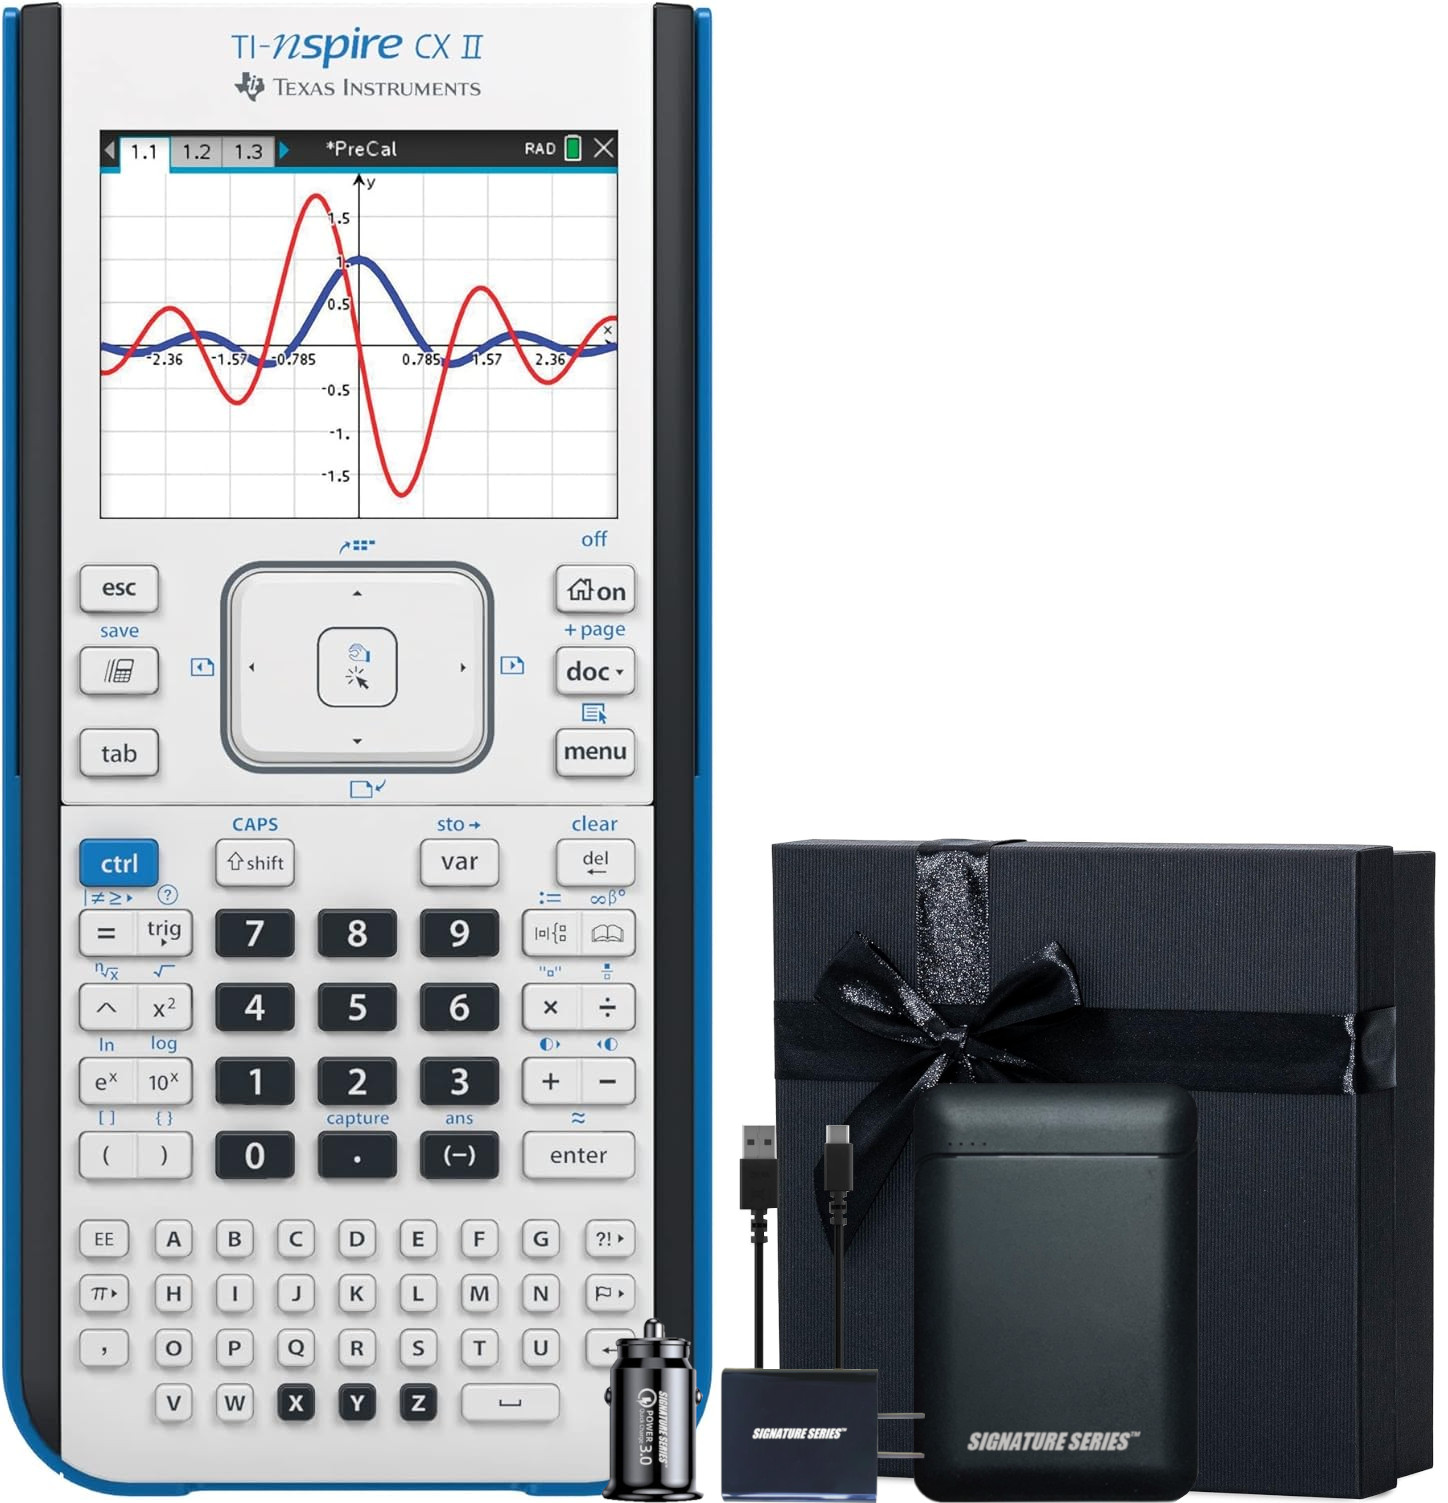 TI-nspire CX II
TEXAS INSTRUMENTS
1.1 1.2 1.3 *PreCal RAD
y
1.5
1.
0.5
x
-2.36 -1.57 -0.785 0.785 1.57 2.36
-0.5
-1.
-1.5
off
esc on
save + page
doc
tab menu
CAPS sto→ clear
ctrl ⇧shift var del
←
|≠≥▸ ? := ∞β°
= trig 7 8 9
ⁿ√x √ "▫"
^ x² 4 5 6 × ÷
ln log
eˣ 10ˣ 1 2 3 + −
[ ] { } capture ans ≈
( ) 0 . (−) enter
EE A B C D E F G ?!▸
π▸ H I J K L M N
, O P Q R S T U ←
V W X Y Z
SIGNATURE SERIES
POWER 3.0
Quick Charge
SIGNATURE SERIES™
SIGNATURE SERIES™